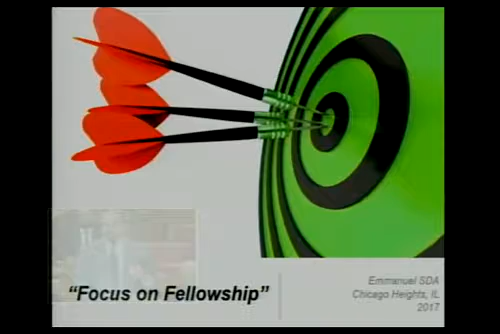 “Focus on Fellowship”
Emmanuel SDA
Chicago Heights, IL
2017